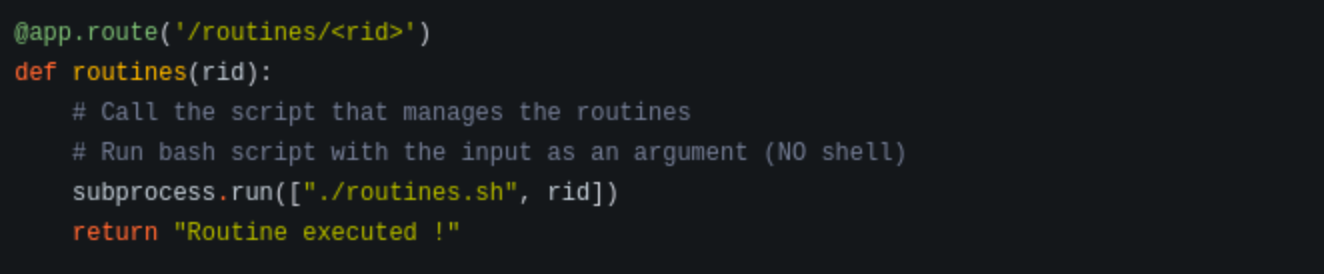 @app.route('/routines/<rid>')
def routines(rid):
    # Call the script that manages the routines
    # Run bash script with the input as an argument (NO shell)
    subprocess.run(["./routines.sh", rid])
    return "Routine executed !"